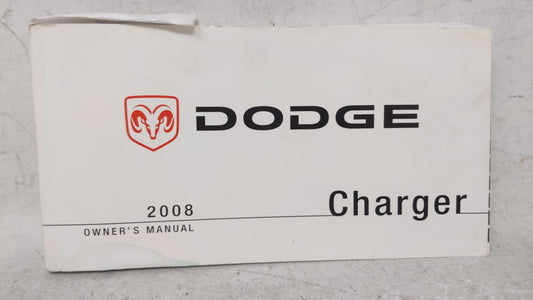 DODGE
2008
Charger
OWNER'S MANUAL